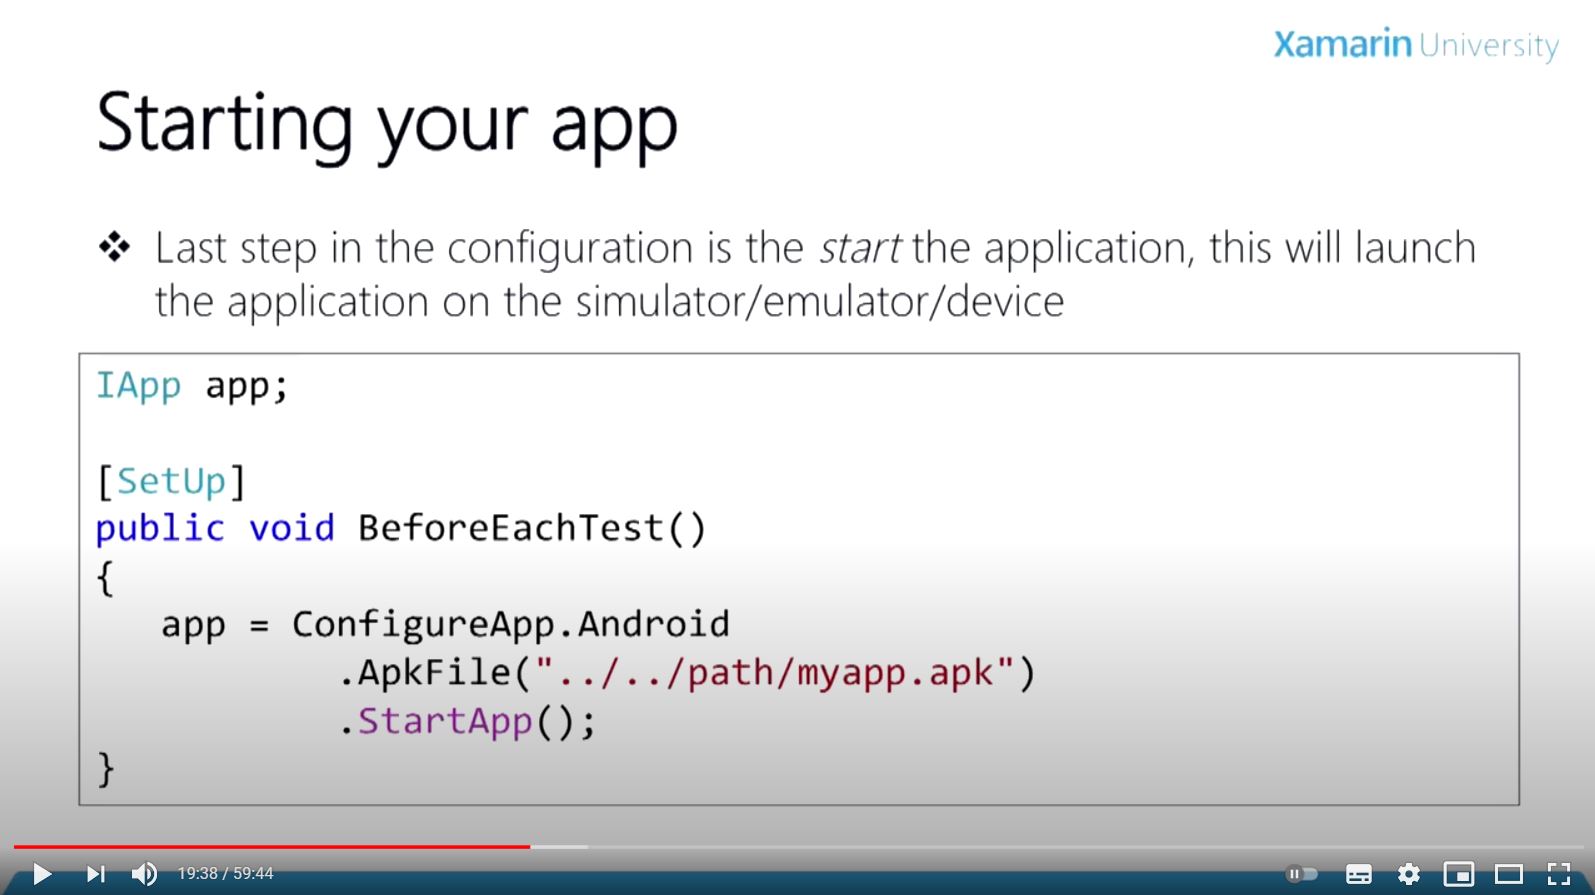 Xamarin University
Starting your app
❖ Last step in the configuration is the start the application, this will launch
the application on the simulator/emulator/device
IApp app;
[SetUp]
public void BeforeEachTest()
{
app = ConfigureApp.Android
.ApkFile("../../path/myapp.apk")
.StartApp();
}
19:38 / 59:44